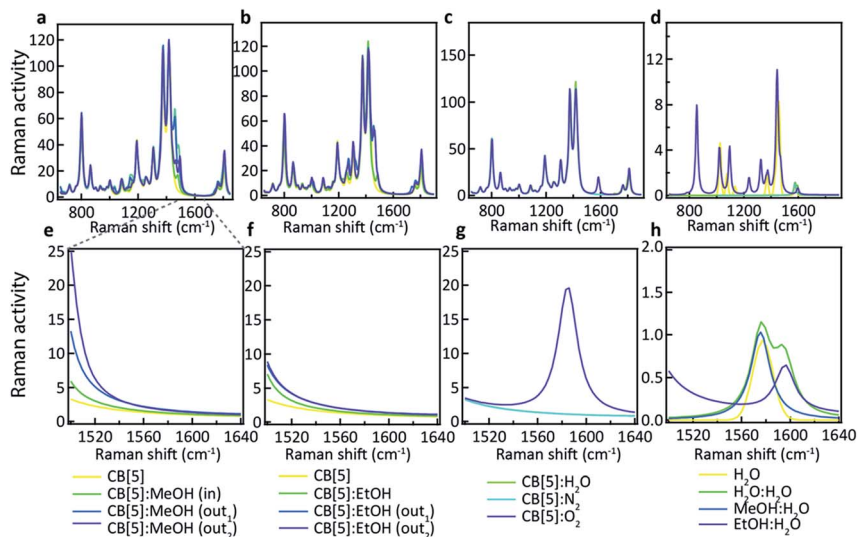 a b c d
Raman activity
120
100
80
60
40
20
0
800 1200 1600
Raman shift (cm⁻¹)
120
100
80
60
40
20
0
800 1200 1600
Raman shift (cm⁻¹)
150
100
50
0
800 1200 1600
Raman shift (cm⁻¹)
12
8
4
0
800 1200 1600
Raman shift (cm⁻¹)
e f g h
Raman activity
25
20
15
10
5
0
1520 1560 1600 1640
Raman shift (cm⁻¹)
25
20
15
10
5
0
1520 1560 1600 1640
Raman shift (cm⁻¹)
25
20
15
10
5
0
1520 1560 1600 1640
Raman shift (cm⁻¹)
2.0
1.5
1.0
0.5
0.0
1520 1560 1600 1640
Raman shift (cm⁻¹)
CB[5]
CB[5]:MeOH (in)
CB[5]:MeOH (out₁)
CB[5]:MeOH (out₂)
CB[5]
CB[5]:EtOH
CB[5]:EtOH (out₁)
CB[5]:EtOH (out₂)
CB[5]:H₂O
CB[5]:N₂
CB[5]:O₂
H₂O
H₂O:H₂O
MeOH:H₂O
EtOH:H₂O